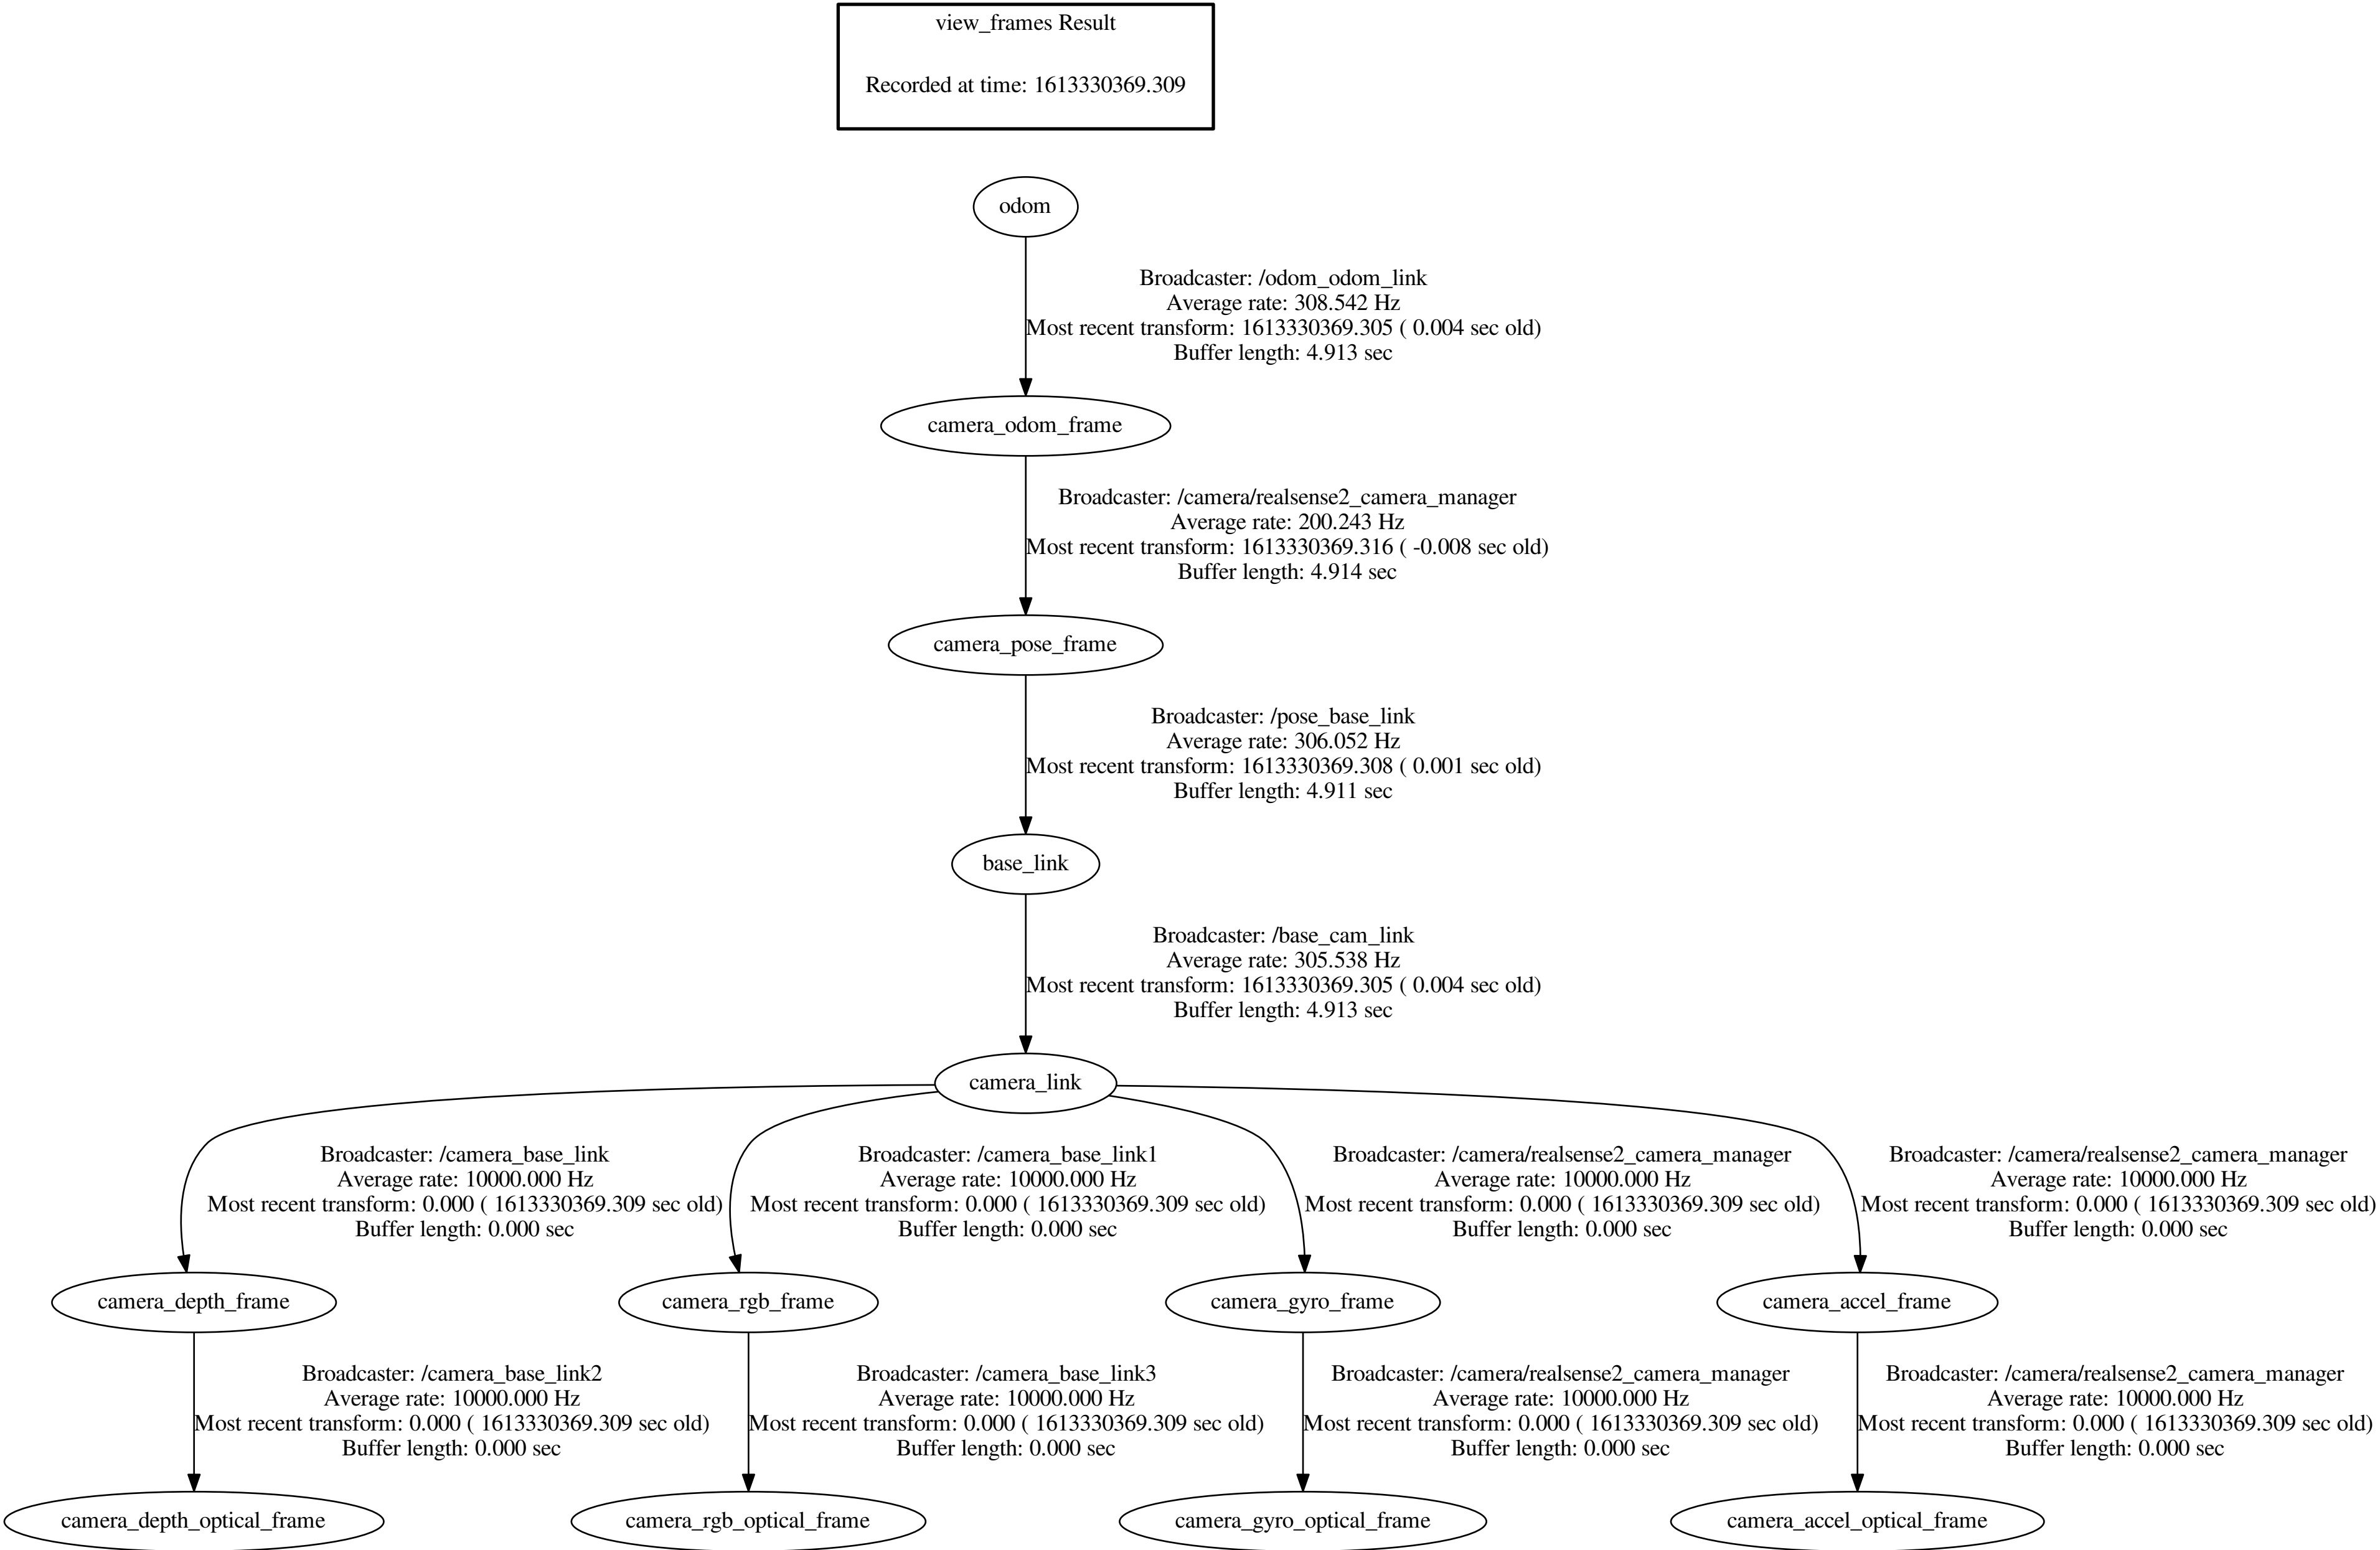 view_frames Result
Recorded at time: 1613330369.309
odom
Broadcaster: /odom_odom_link
Average rate: 308.542 Hz
Most recent transform: 1613330369.305 ( 0.004 sec old)
Buffer length: 4.913 sec
camera_odom_frame
Broadcaster: /camera/realsense2_camera_manager
Average rate: 200.243 Hz
Most recent transform: 1613330369.316 ( -0.008 sec old)
Buffer length: 4.914 sec
camera_pose_frame
Broadcaster: /pose_base_link
Average rate: 306.052 Hz
Most recent transform: 1613330369.308 ( 0.001 sec old)
Buffer length: 4.911 sec
base_link
Broadcaster: /base_cam_link
Average rate: 305.538 Hz
Most recent transform: 1613330369.305 ( 0.004 sec old)
Buffer length: 4.913 sec
camera_link
Broadcaster: /camera_base_link
Average rate: 10000.000 Hz
Most recent transform: 0.000 ( 1613330369.309 sec old)
Buffer length: 0.000 sec
Broadcaster: /camera_base_link1
Average rate: 10000.000 Hz
Most recent transform: 0.000 ( 1613330369.309 sec old)
Buffer length: 0.000 sec
Broadcaster: /camera/realsense2_camera_manager
Average rate: 10000.000 Hz
Most recent transform: 0.000 ( 1613330369.309 sec old)
Buffer length: 0.000 sec
Broadcaster: /camera/realsense2_camera_manager
Average rate: 10000.000 Hz
Most recent transform: 0.000 ( 1613330369.309 sec old)
Buffer length: 0.000 sec
camera_depth_frame
camera_rgb_frame
camera_gyro_frame
camera_accel_frame
Broadcaster: /camera_base_link2
Average rate: 10000.000 Hz
Most recent transform: 0.000 ( 1613330369.309 sec old)
Buffer length: 0.000 sec
Broadcaster: /camera_base_link3
Average rate: 10000.000 Hz
Most recent transform: 0.000 ( 1613330369.309 sec old)
Buffer length: 0.000 sec
Broadcaster: /camera/realsense2_camera_manager
Average rate: 10000.000 Hz
Most recent transform: 0.000 ( 1613330369.309 sec old)
Buffer length: 0.000 sec
Broadcaster: /camera/realsense2_camera_manager
Average rate: 10000.000 Hz
Most recent transform: 0.000 ( 1613330369.309 sec old)
Buffer length: 0.000 sec
camera_depth_optical_frame
camera_rgb_optical_frame
camera_gyro_optical_frame
camera_accel_optical_frame